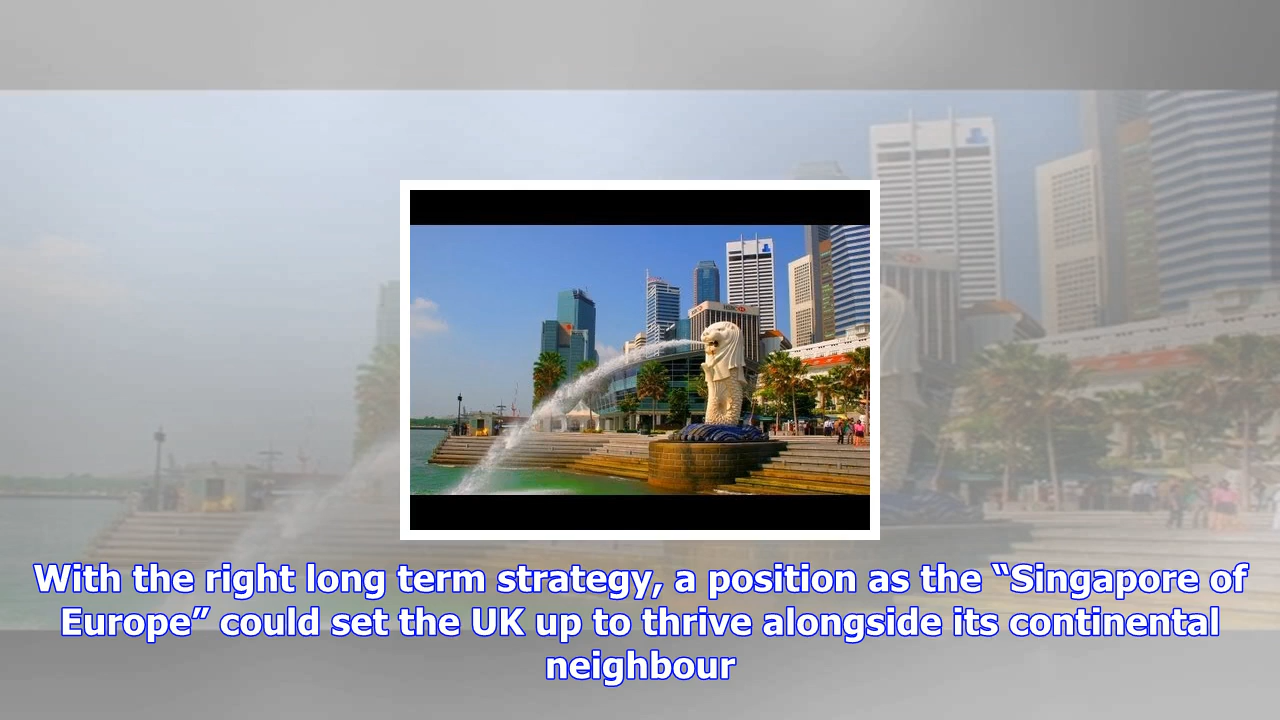 HSBC
With the right long term strategy, a position as the “Singapore of
Europe” could set the UK up to thrive alongside its continental
neighbour